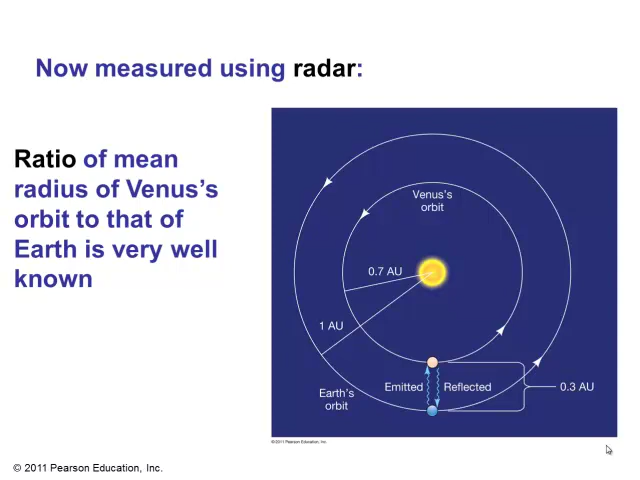 Now measured using radar:
Ratio of mean
radius of Venus's
orbit to that of
Earth is very well
known
Venus's
orbit
0.7 AU
1 AU
Earth's
orbit
Emitted
Reflected
0.3 AU
© 2011 Pearson Education, Inc.
© 2011 Pearson Education, Inc.